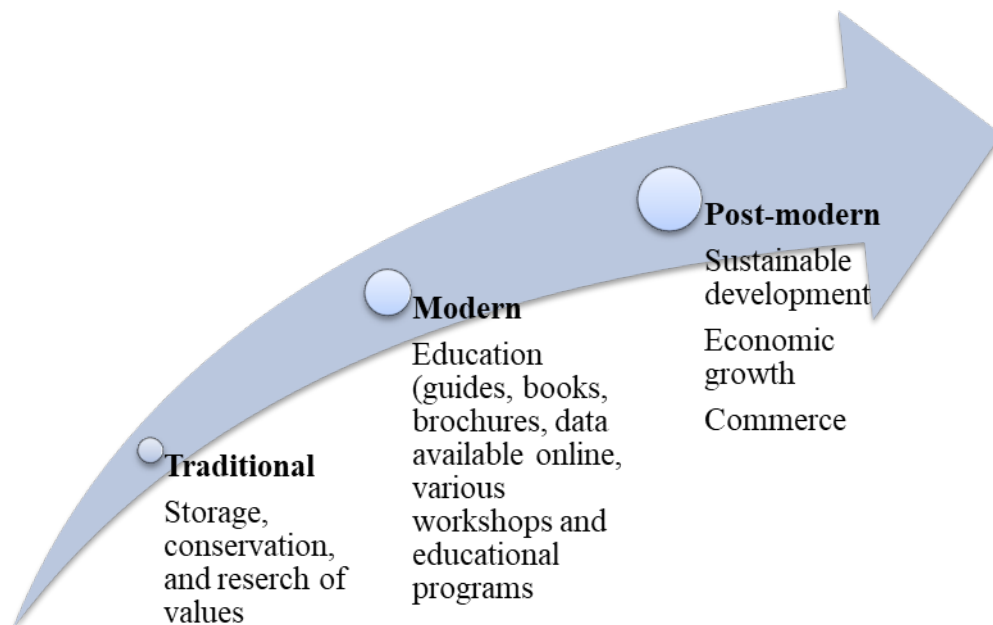 Traditional
Storage,
conservation,
and reserch of
values
Modern
Education
(guides, books,
brochures, data
available online,
various
workshops and
educational
programs
Post-modern
Sustainable
development
Economic
growth
Commerce